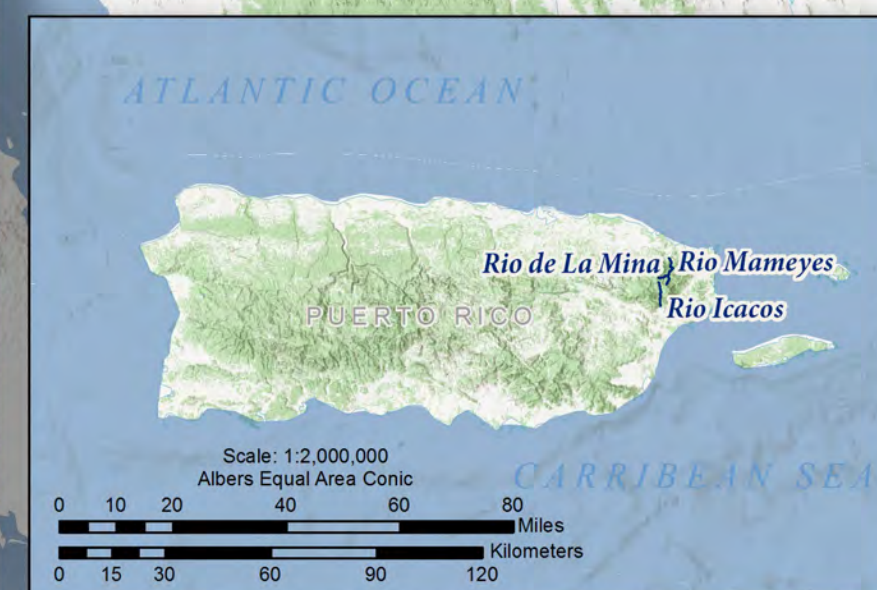 ATLANTIC OCEAN
Rio de La Mina
Rio Mameyes
Rio Icacos
PUERTO RICO
Scale: 1:2,000,000
Albers Equal Area Conic
CARRIBEAN SEA
0 10 20 40 60 80
Miles
Kilometers
0 15 30 60 90 120